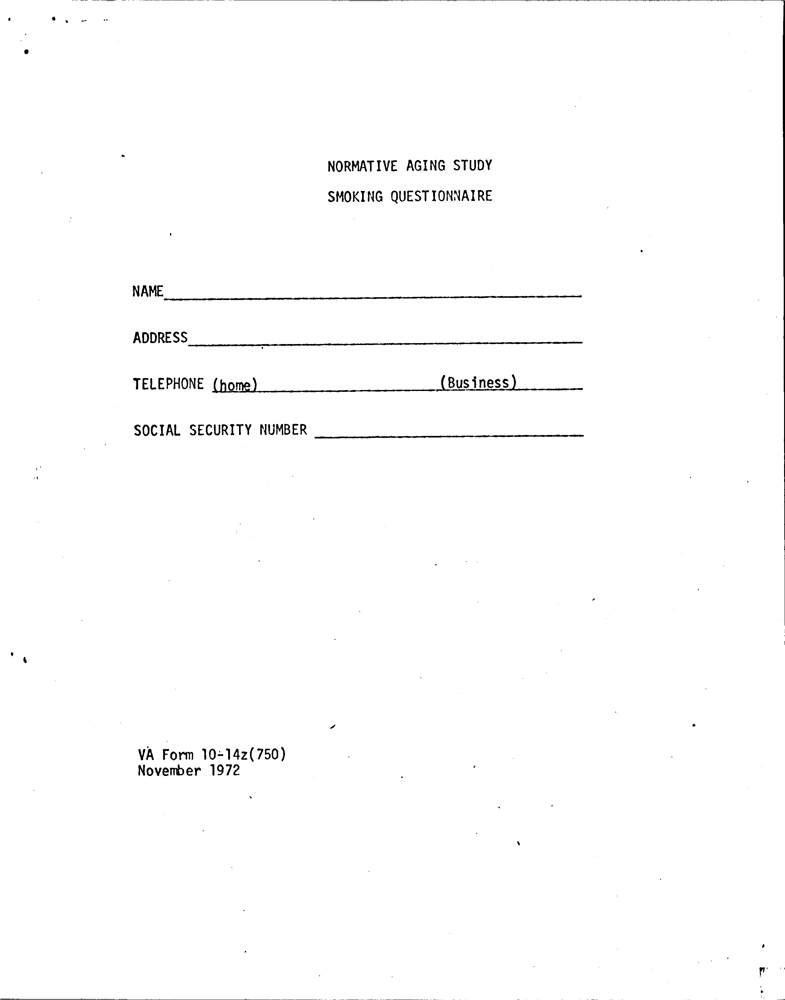 NORMATIVE AGING STUDY
SMOKING QUESTIONNAIRE
NAME
ADDRESS
TELEPHONE (home) (Business)
SOCIAL SECURITY NUMBER
VA Form 10-14z(750)
November 1972